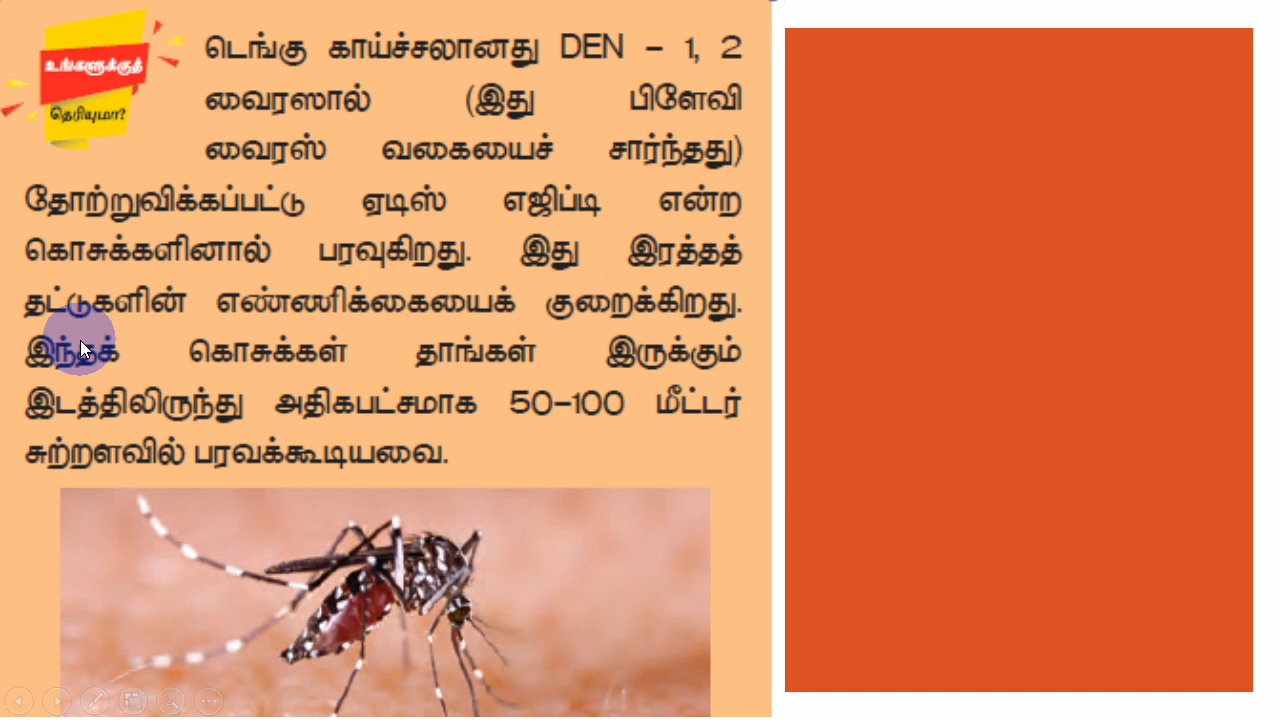 உங்களுக்குத்
தெரியுமா?
டெங்கு காய்ச்சலானது DEN – 1, 2
வைரஸால் (இது பிளேவி
வைரஸ் வகையைச் சார்ந்தது)
தோற்றுவிக்கப்பட்டு ஏடிஸ் எஜிப்டி என்ற
கொசுக்களினால் பரவுகிறது. இது இரத்தத்
தட்டுகளின் எண்ணிக்கையைக் குறைக்கிறது.
இந்தக் கொசுக்கள் தாங்கள் இருக்கும்
இடத்திலிருந்து அதிகபட்சமாக 50–100 மீட்டர்
சுற்றளவில் பரவக்கூடியவை.